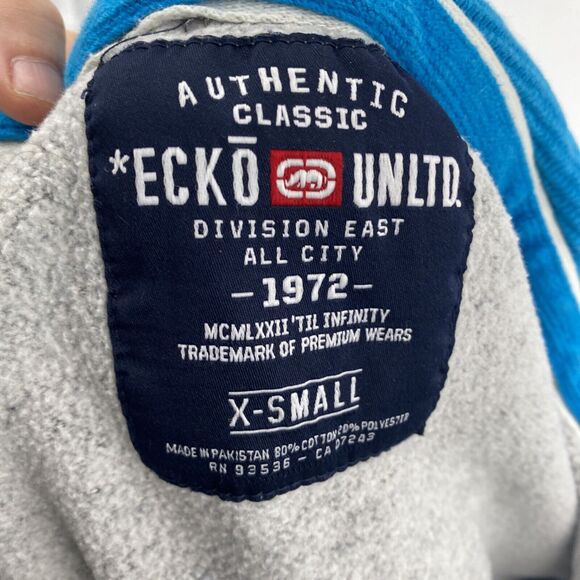 AUTHENTIC
CLASSIC
*ECKŌ UNLTD.
DIVISION EAST
ALL CITY
-1972-
MCMLXXII 'TIL INFINITY
TRADEMARK OF PREMIUM WEARS
X-SMALL
MADE IN PAKISTAN 80% COTTON 20% POLYESTER
RN 93536 - CA 07243